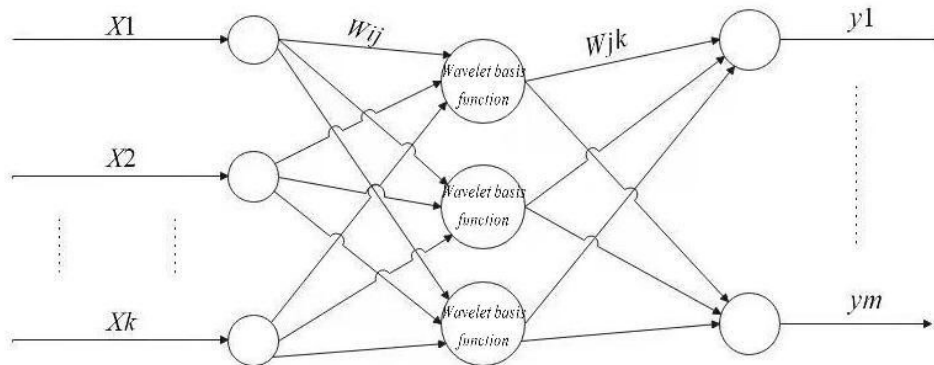 X1
Wij
Wjk
y1
Wavelet basis
function
X2
Wavelet basis
function
Xk
Wavelet basis
function
ym